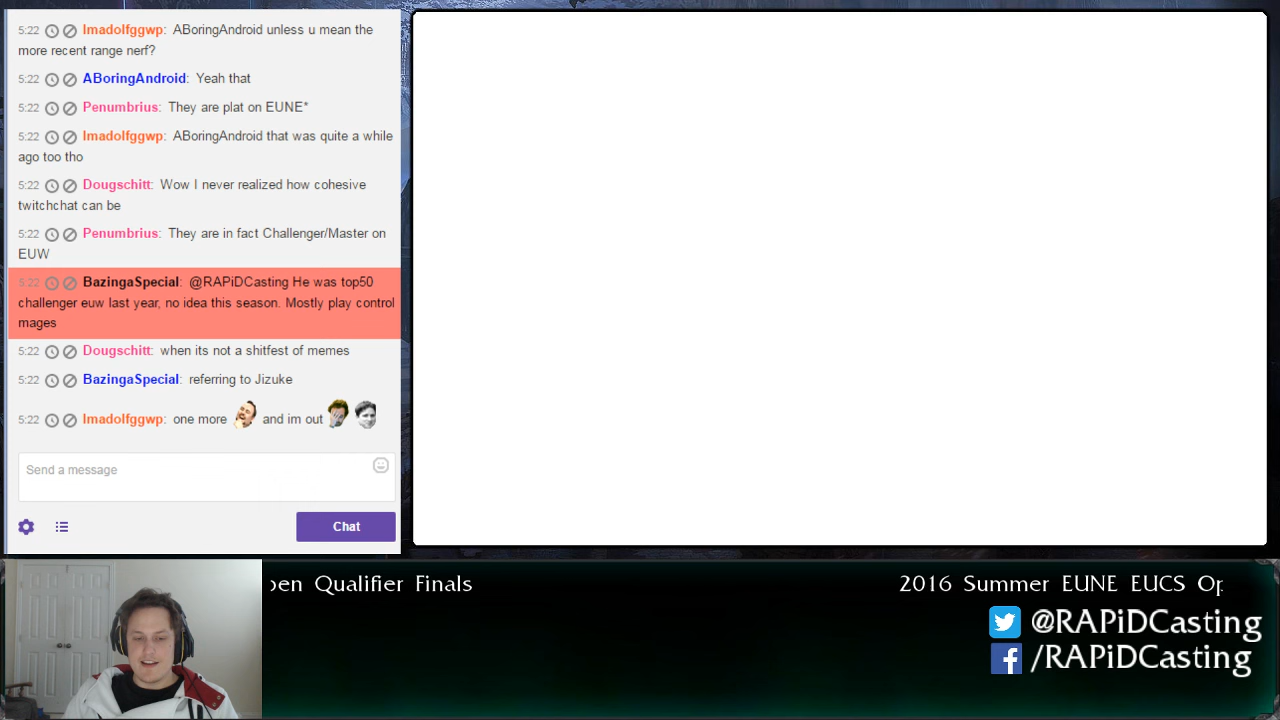 5:22 Imadolfggwp: ABoringAndroid unless u mean the
more recent range nerf?
5:22 ABoringAndroid: Yeah that
5:22 Penumbrius: They are plat on EUNE*
5:22 Imadolfggwp: ABoringAndroid that was quite a while
ago too tho
5:22 Dougschitt: Wow I never realized how cohesive
twitchchat can be
5:22 Penumbrius: They are in fact Challenger/Master on
EUW
5:22 BazingaSpecial: @RAPiDCasting He was top50
challenger euw last year, no idea this season. Mostly play control
mages
5:22 Dougschitt: when its not a shitfest of memes
5:22 BazingaSpecial: referring to Jizuke
5:22 Imadolfggwp: one more and im out
Send a message
Chat
pen Qualifier Finals
2016 Summer EUNE EUCS Op
@RAPiDCasting
/RAPiDCasting